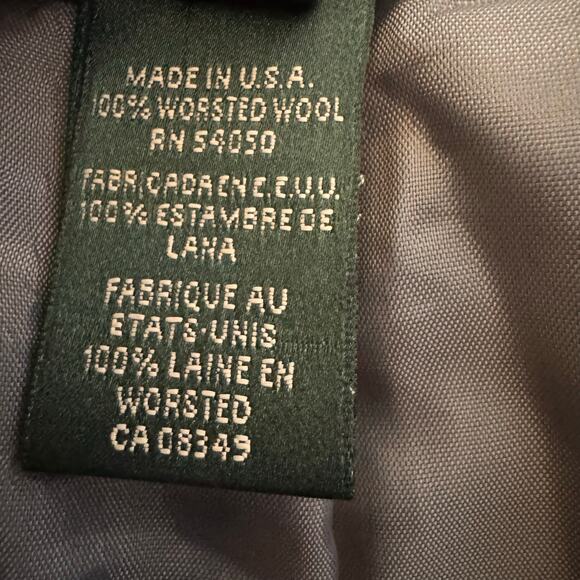 MADE IN U.S.A.
100% WORSTED WOOL
RN 54050
FABRICADA EN E.E.U.U.
100% ESTAMBRE DE
LANA
FABRIQUE AU
ETATS-UNIS
100% LAINE EN
WORSTED
CA 08349